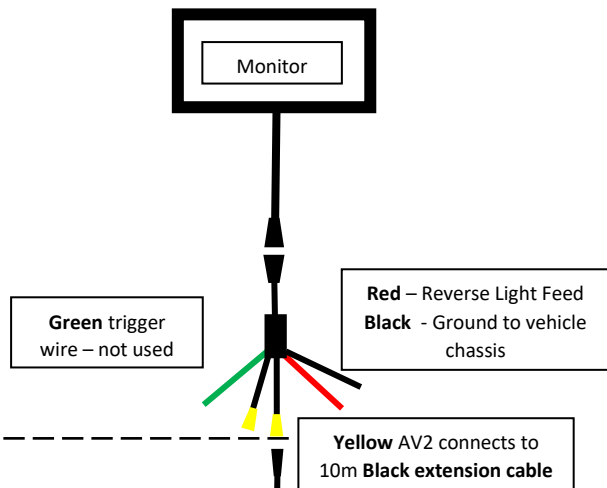 Monitor
Red – Reverse Light Feed
Black - Ground to vehicle
chassis
Green trigger
wire – not used
Yellow AV2 connects to
10m Black extension cable